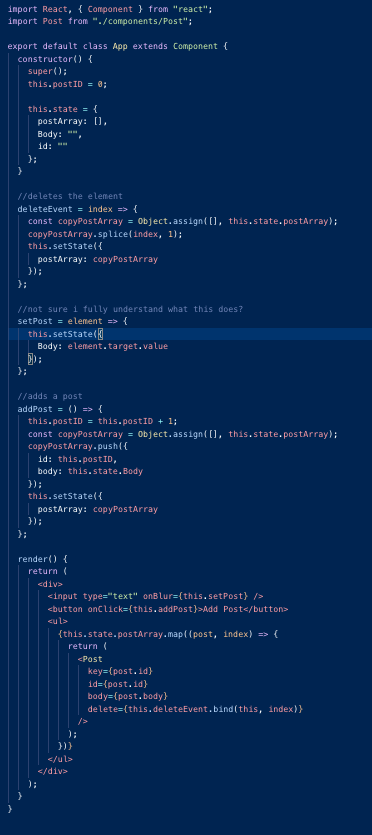 import React, { Component } from "react";
import Post from "./components/Post";

export default class App extends Component {
  constructor() {
    super();
    this.postID = 0;

    this.state = {
      postArray: [],
      Body: "",
      id: ""
    };
  }

  //deletes the element
  deleteEvent = index => {
    const copyPostArray = Object.assign([], this.state.postArray);
    copyPostArray.splice(index, 1);
    this.setState({
      postArray: copyPostArray
    });
  };

  //not sure i fully understand what this does?
  setPost = element => {
    this.setState({
      Body: element.target.value
    });
  };

  //adds a post
  addPost = () => {
    this.postID = this.postID + 1;
    const copyPostArray = Object.assign([], this.state.postArray);
    copyPostArray.push({
      id: this.postID,
      body: this.state.Body
    });
    this.setState({
      postArray: copyPostArray
    });
  };

  render() {
    return (
      <div>
        <input type="text" onBlur={this.setPost} />
        <button onClick={this.addPost}>Add Post</button>
        <ul>
          {this.state.postArray.map((post, index) => {
            return (
              <Post
                key={post.id}
                id={post.id}
                body={post.body}
                delete={this.deleteEvent.bind(this, index)}
              />
            );
          })}
        </ul>
      </div>
    );
  }
}